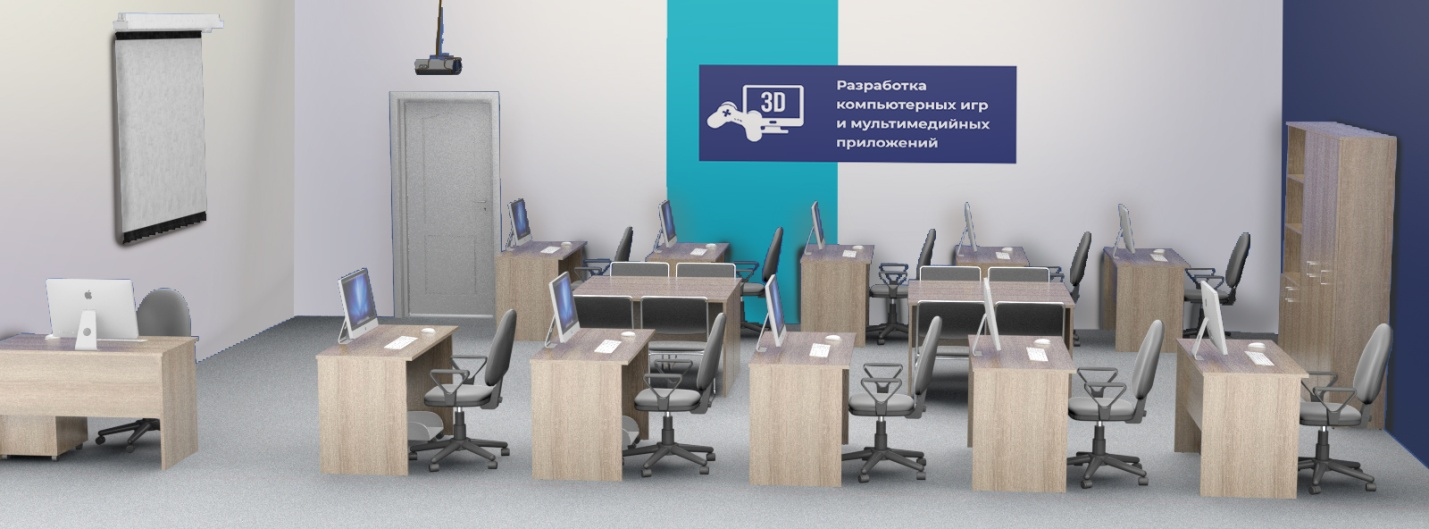 3D
Разработка
компьютерных игр
и мультимедийных
приложений